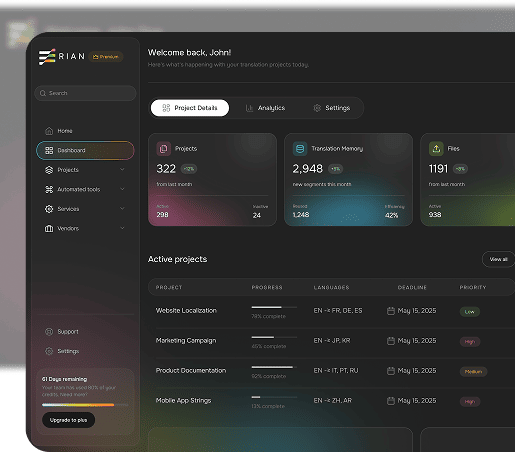 RIAN
Premium
Welcome back, John!
Here's what's happening with your translation projects today.
Search
Project Details
Analytics
Settings
Home
Dashboard
Projects
Automated tools
Services
Vendors
Projects
322
from last month
Active
298
Inactive
24
Translation Memory
2,948
new segments this month
Reused
1,248
Efficiency
42%
Files
1191
from last month
Active
938
Active projects
View all
PROJECT PROGRESS LANGUAGES DEADLINE PRIORITY
Website Localization EN -< FR, DE, ES May 15, 2025 Low
78% complete
Marketing Campaign EN -< JP, KR May 15, 2025 High
45% complete
Product Documentation EN -< IT, PT, RU May 15, 2025 Medium
92% complete
Mobile App Strings EN -< ZH, AR May 15, 2025 High
13% complete
Support
Settings
61 Days remaining
Your team has used 80% of your
credits. Need more?
Upgrade to plus